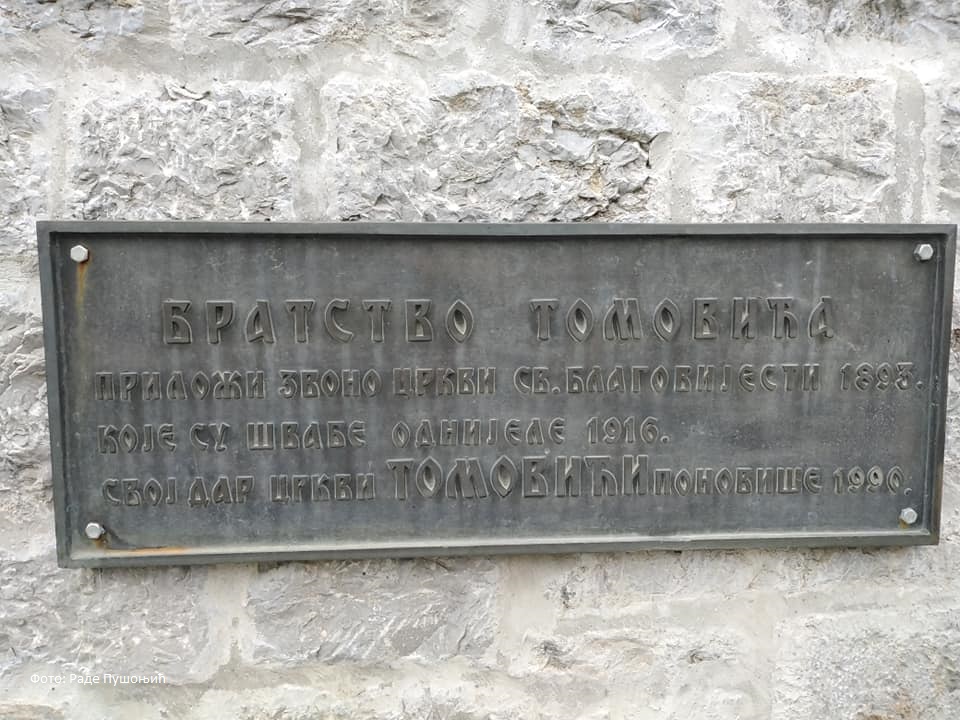 БРАТСТВО ТОМОВИЋА
ПРИЛОЖИ ЗВОНО ЦРКВИ СВ. БЛАГОВИЈЕСТИ 1893.
КОЈЕ СУ ШВАБЕ ОДНИЈЕЛЕ 1916.
СВОЈ ДАР ЦРКВИ ТОМОВИЋИ ПОНОВИШЕ 1990.
Фото: Раде Пушоњић